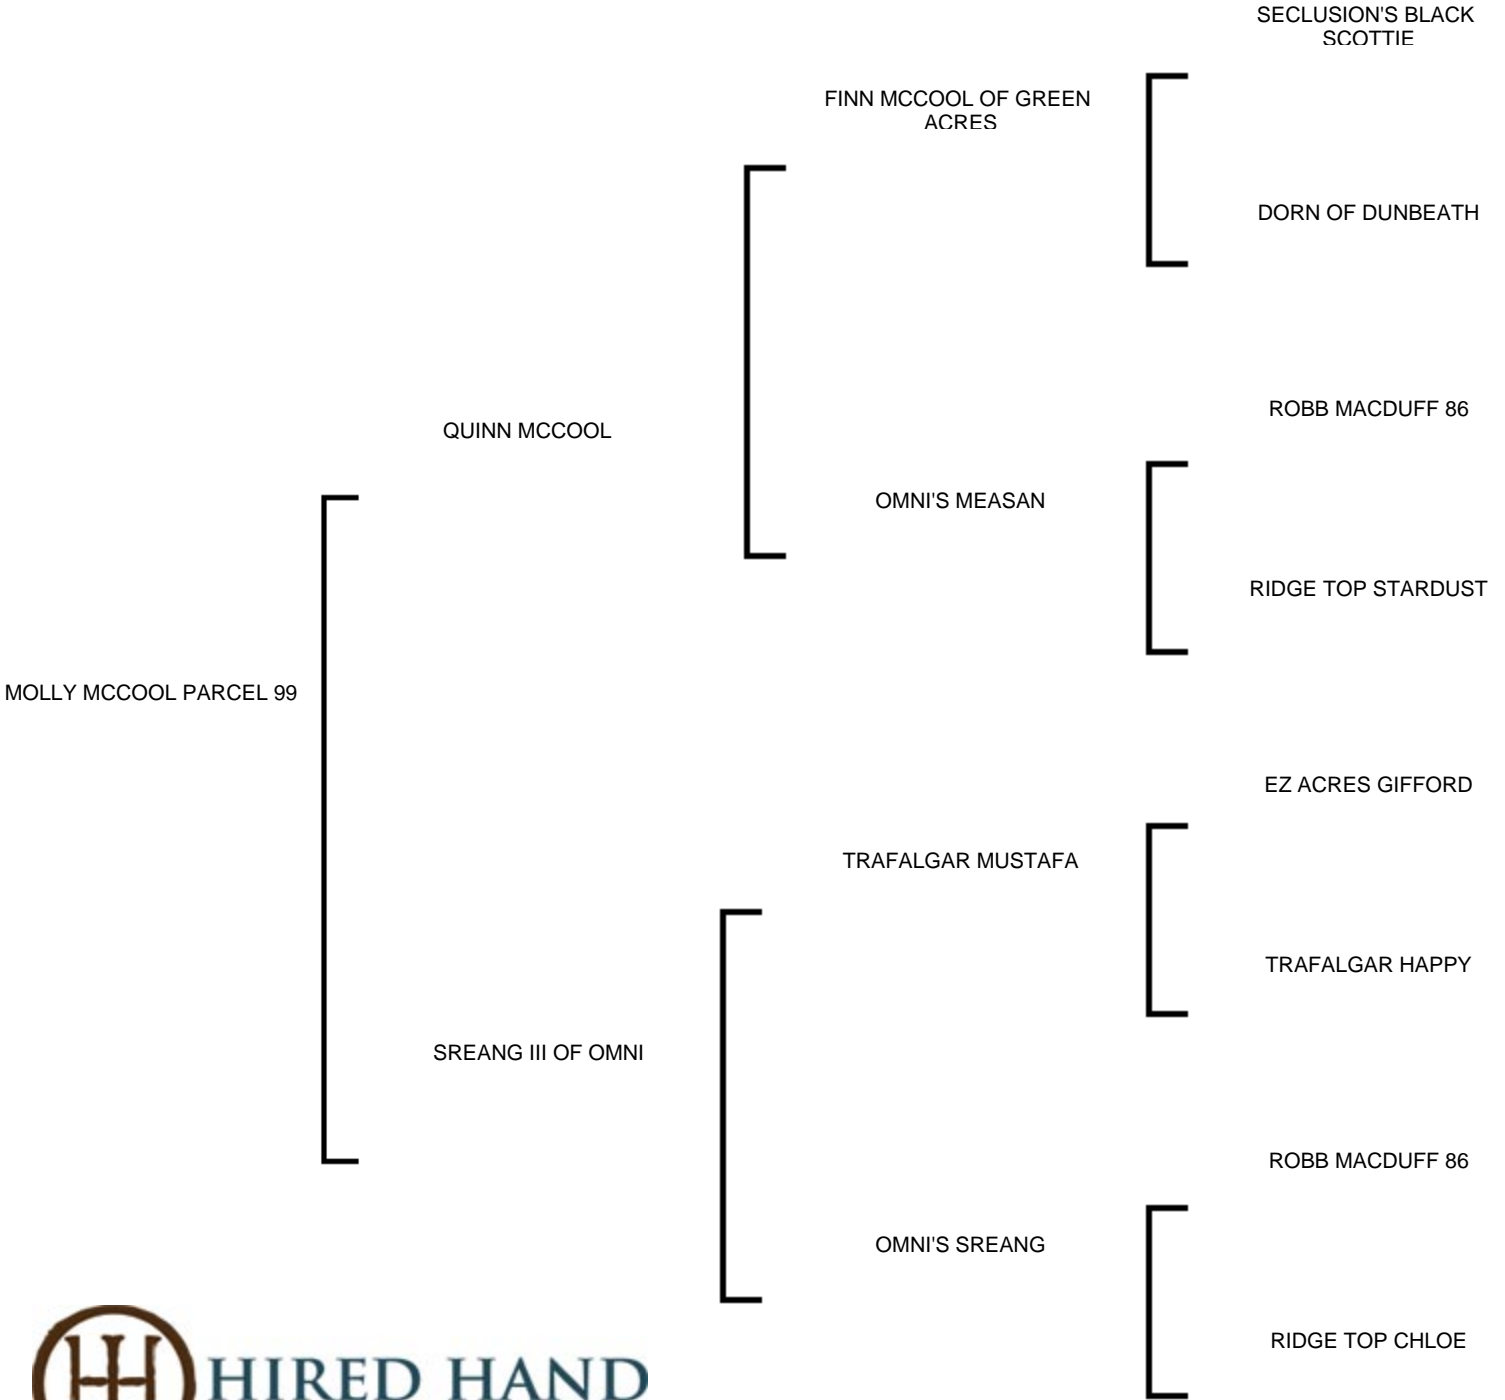 SECLUSION'S BLACK
SCOTTIE
FINN MCCOOL OF GREEN
ACRES
DORN OF DUNBEATH
ROBB MACDUFF 86
QUINN MCCOOL
OMNI'S MEASAN
RIDGE TOP STARDUST
MOLLY MCCOOL PARCEL 99
EZ ACRES GIFFORD
TRAFALGAR MUSTAFA
TRAFALGAR HAPPY
SREANG III OF OMNI
ROBB MACDUFF 86
OMNI'S SREANG
RIDGE TOP CHLOE
HIRED HAND